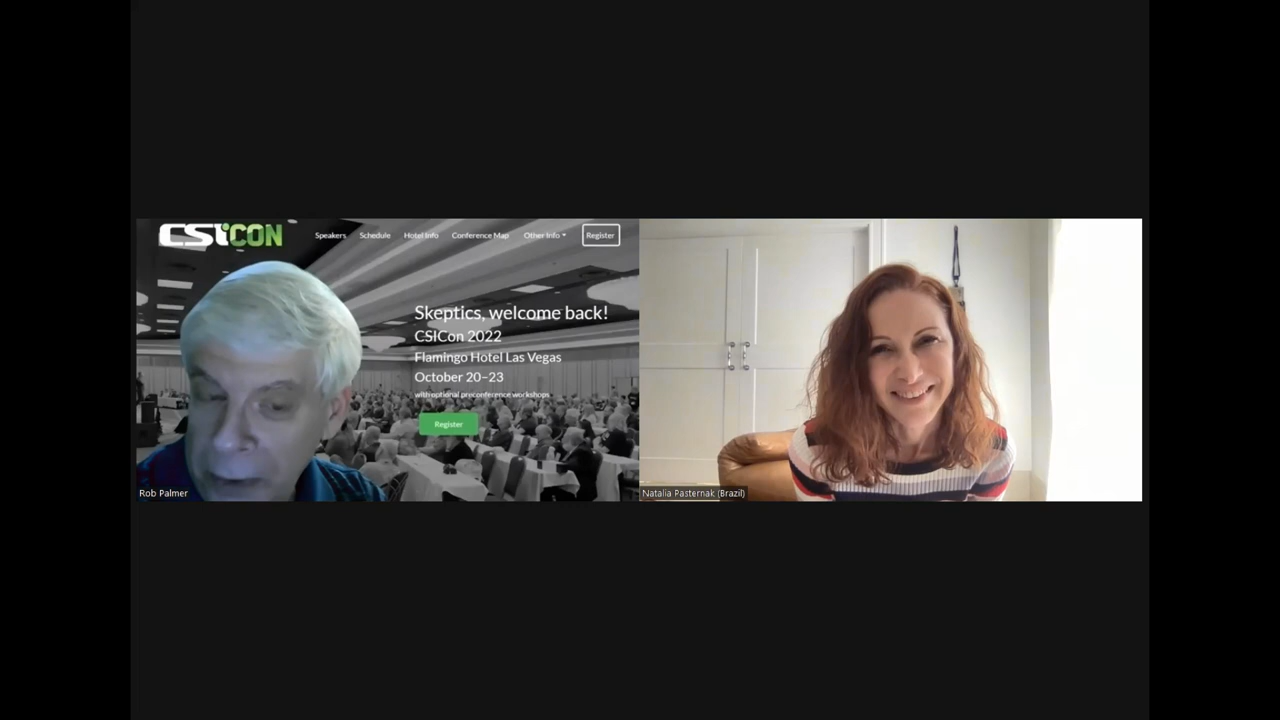 CSICON
Speakers Schedule Hotel Info Conference Map Other Info Register
Skeptics, welcome back!
CSICon 2022
Flamingo Hotel Las Vegas
October 20–23
with optional preconference workshops
Register
Rob Palmer
Natalia Pasternak (Brazil)